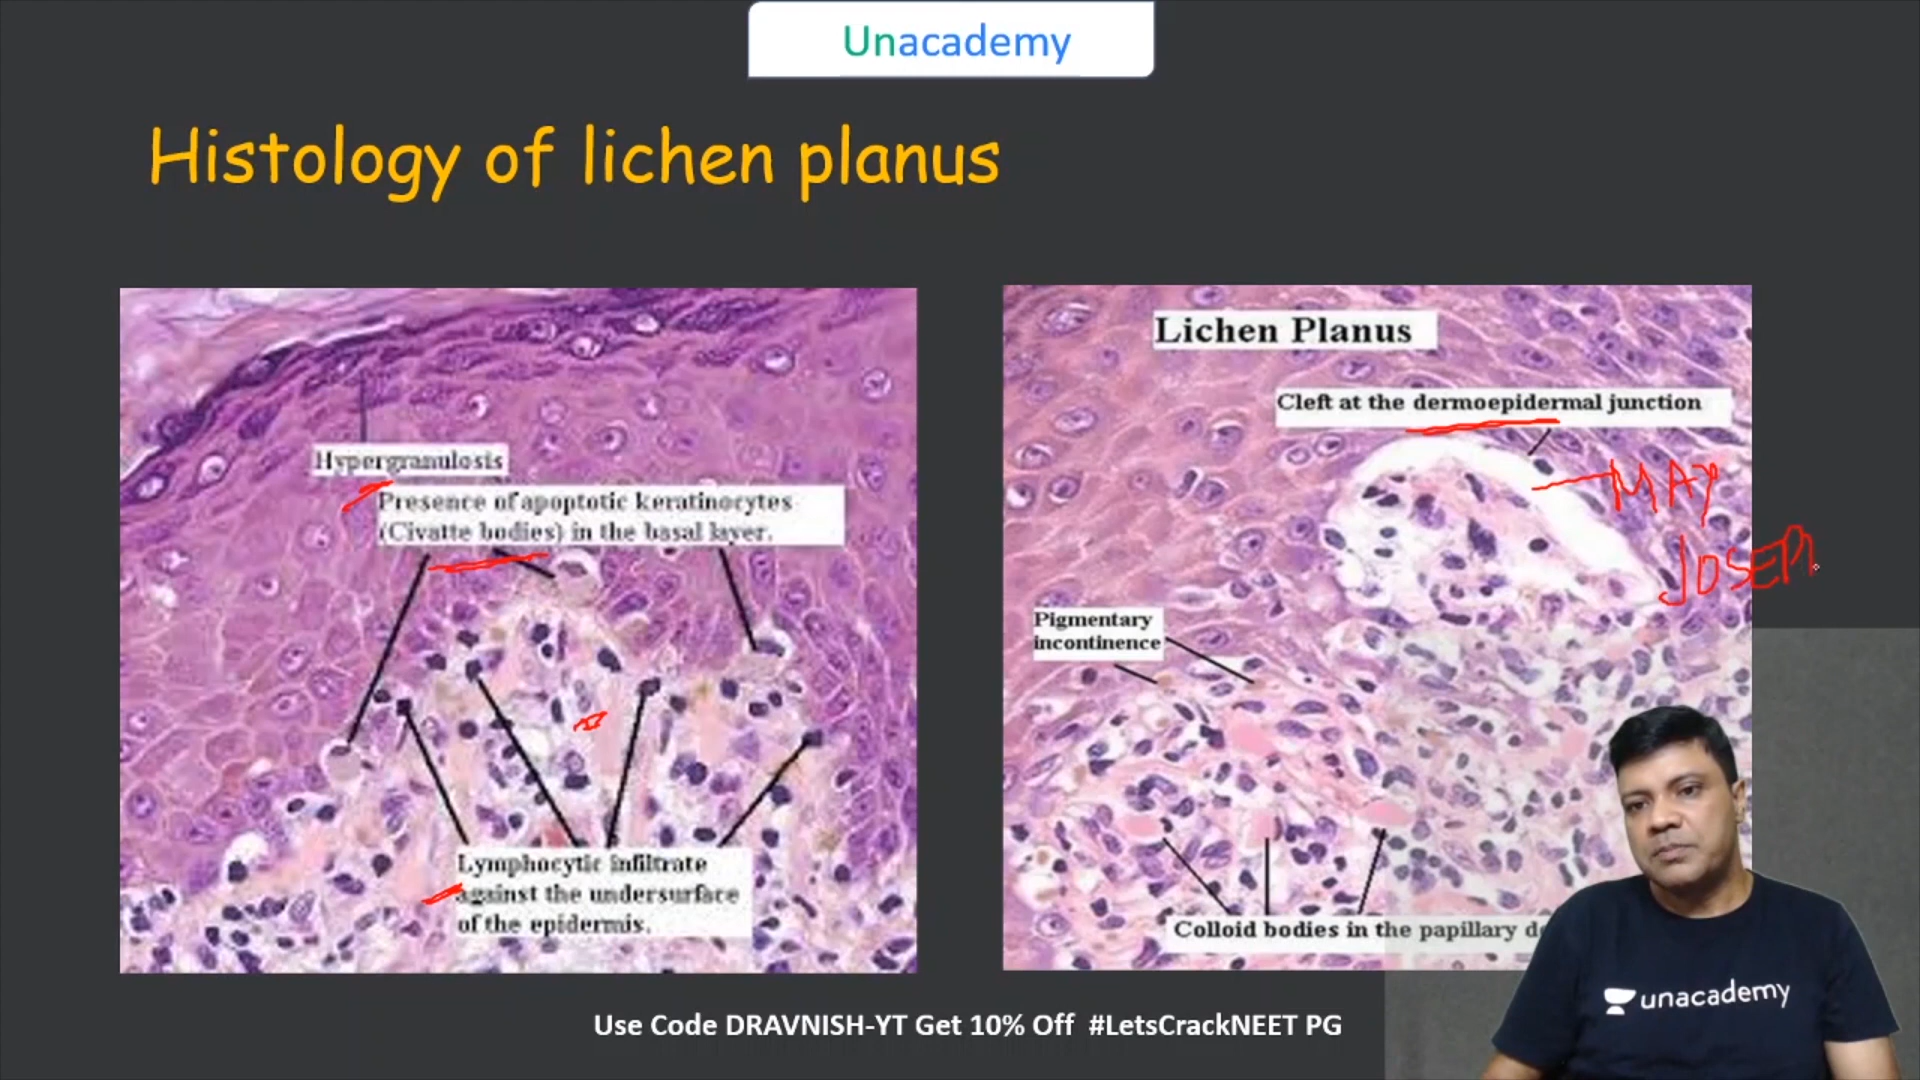 Unacademy
Histology of lichen planus
Hypergranulosis
Presence of apoptotic keratinocytes
(Civatte bodies) in the basal layer.
Lymphocytic infiltrate
against the undersurface
of the epidermis.
Lichen Planus
Cleft at the dermoepidermal junction
MAX
JOSEPH
Pigmentary
incontinence
Colloid bodies in the papillary
unacademy
Use Code DRAVNISH-YT Get 10% Off #LetsCrackNEET PG